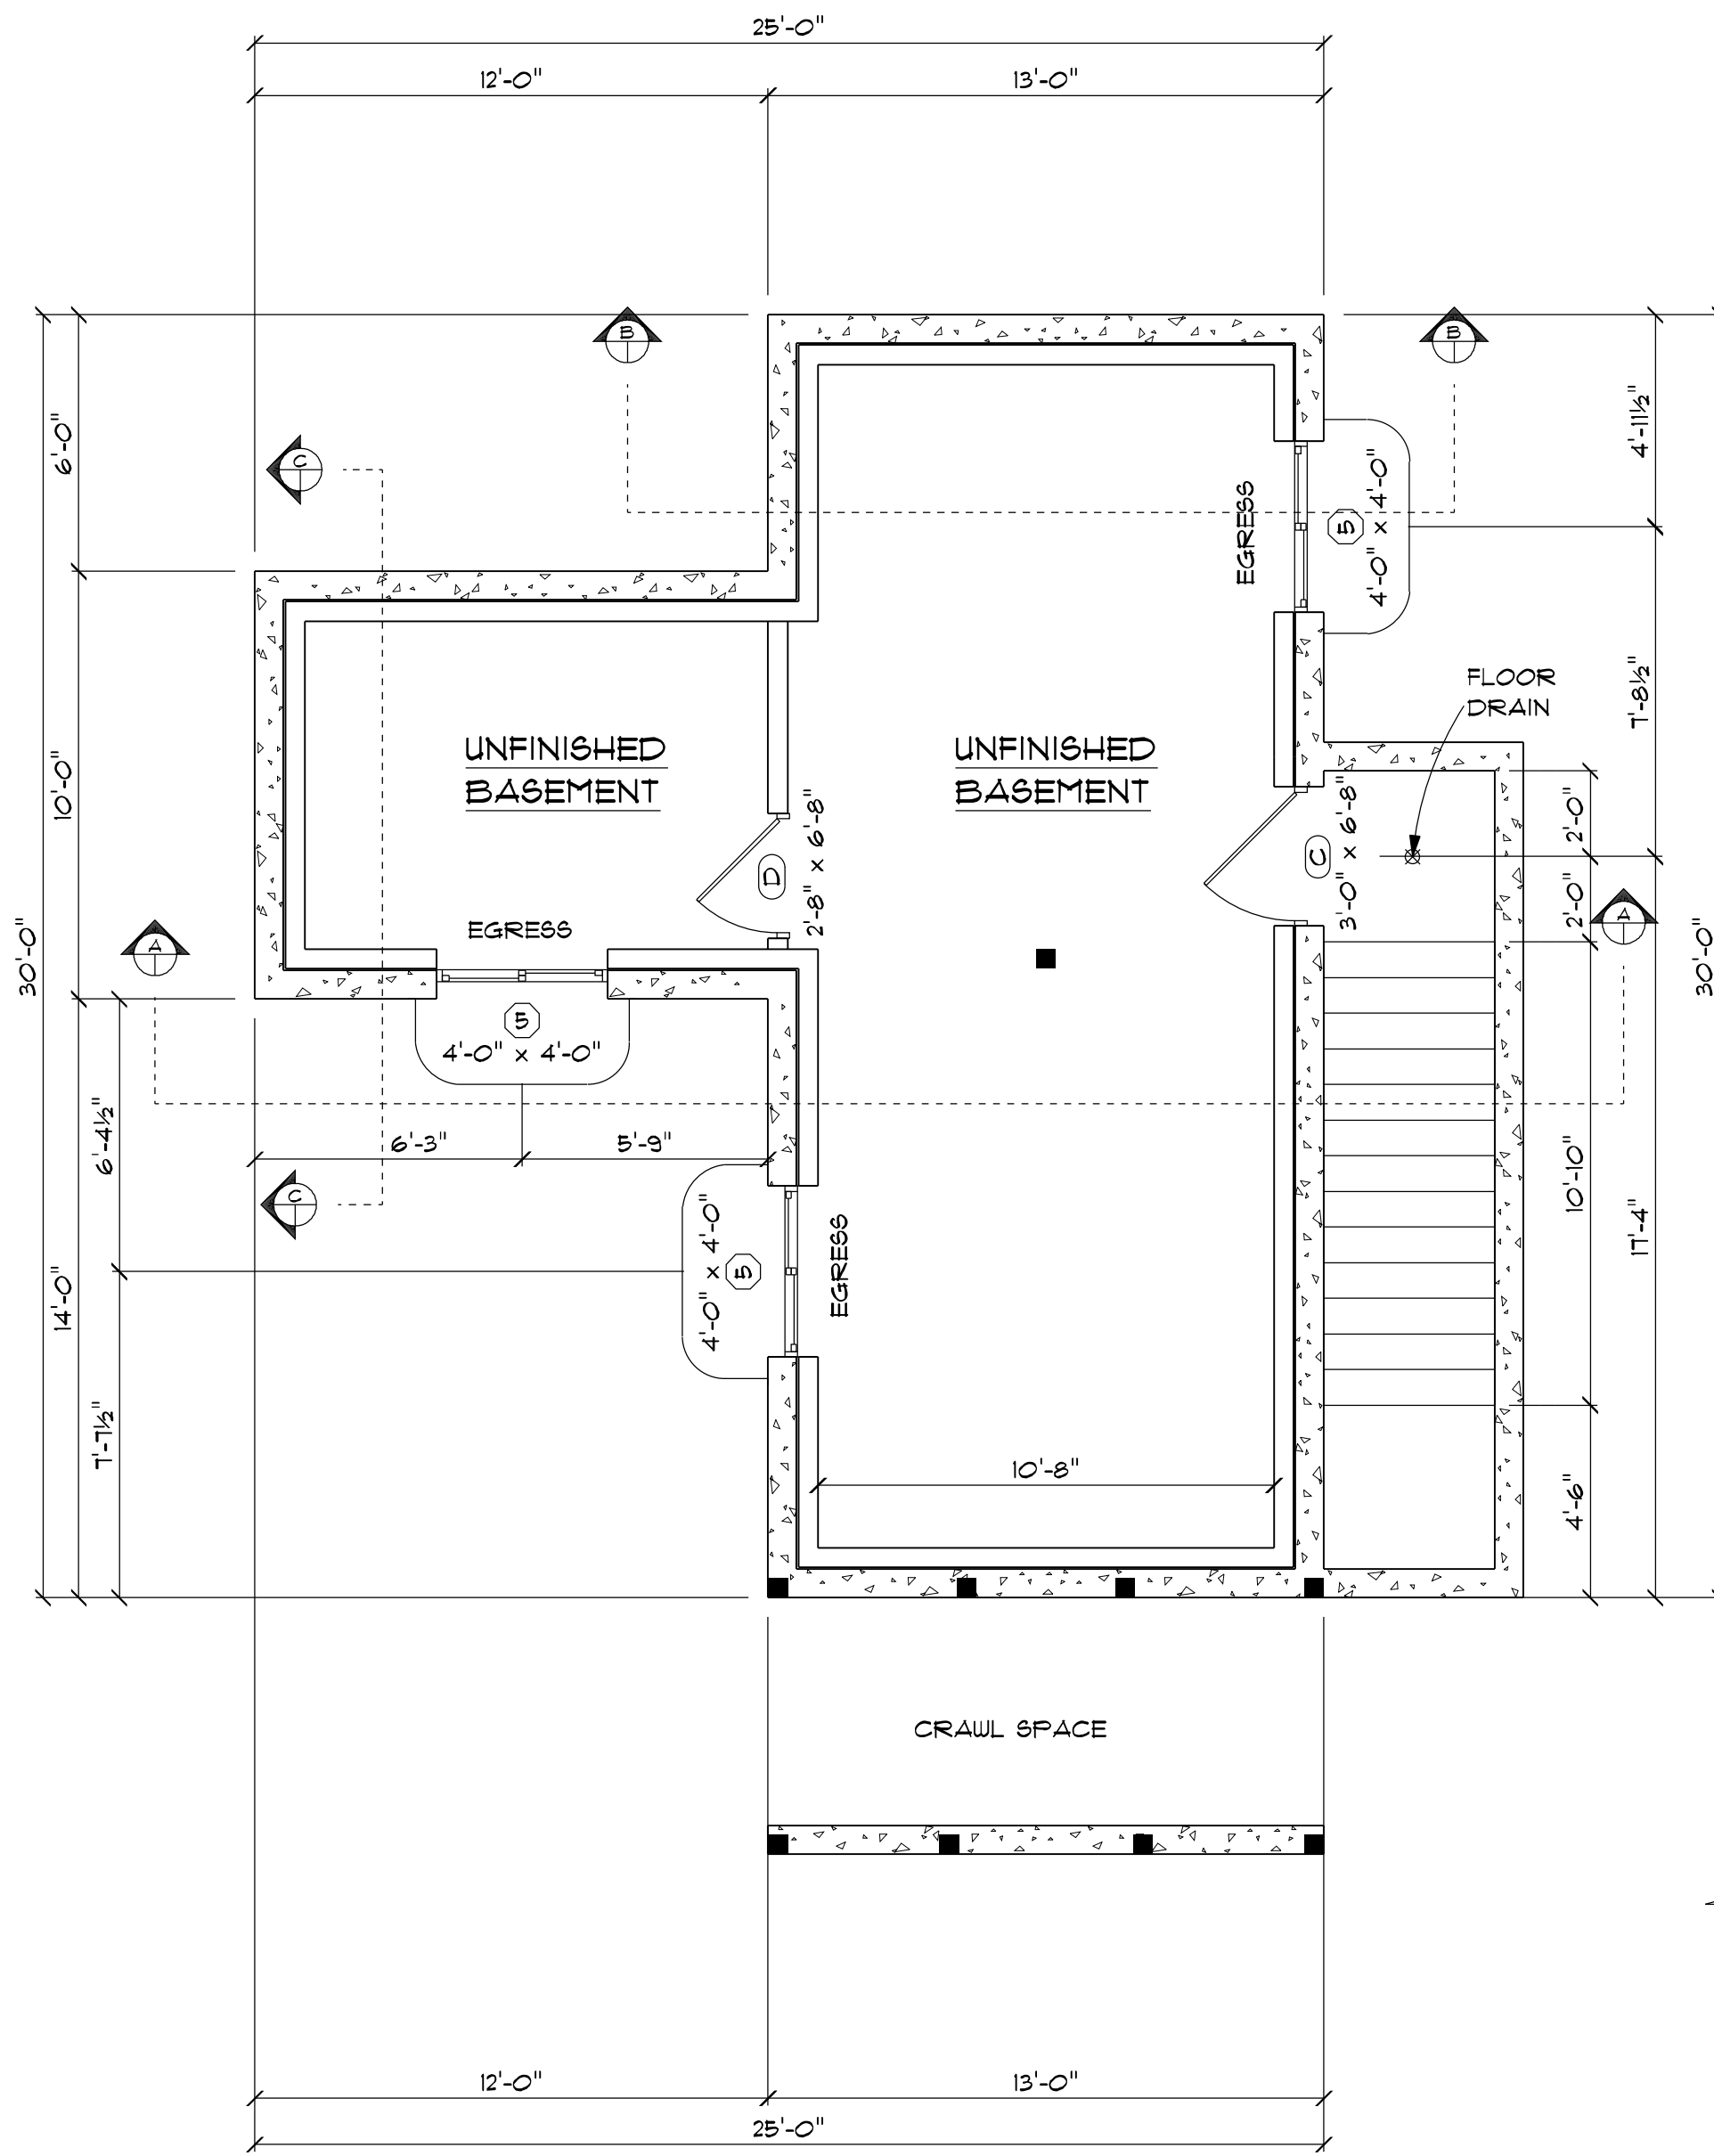 25'-0"
12'-0"
13'-0"
B
B
4'-11½"
6'-0"
C
EGRESS
5
4'-0" x 4'-0"
FLOOR
DRAIN
7'-8½"
UNFINISHED
BASEMENT
UNFINISHED
BASEMENT
10'-0"
2'-0"
D
2'-8" x 6'-8"
C
3'-0" x 6'-8"
2'-0"
A
EGRESS
A
30'-0"
30'-0"
5
4'-0" x 4'-0"
6'-4½"
6'-3"
5'-9"
10'-10"
C
4'-0" x 4'-0"
5
EGRESS
17'-4"
14'-0"
7'-7½"
10'-8"
4'-6"
CRAWL SPACE
12'-0"
13'-0"
25'-0"